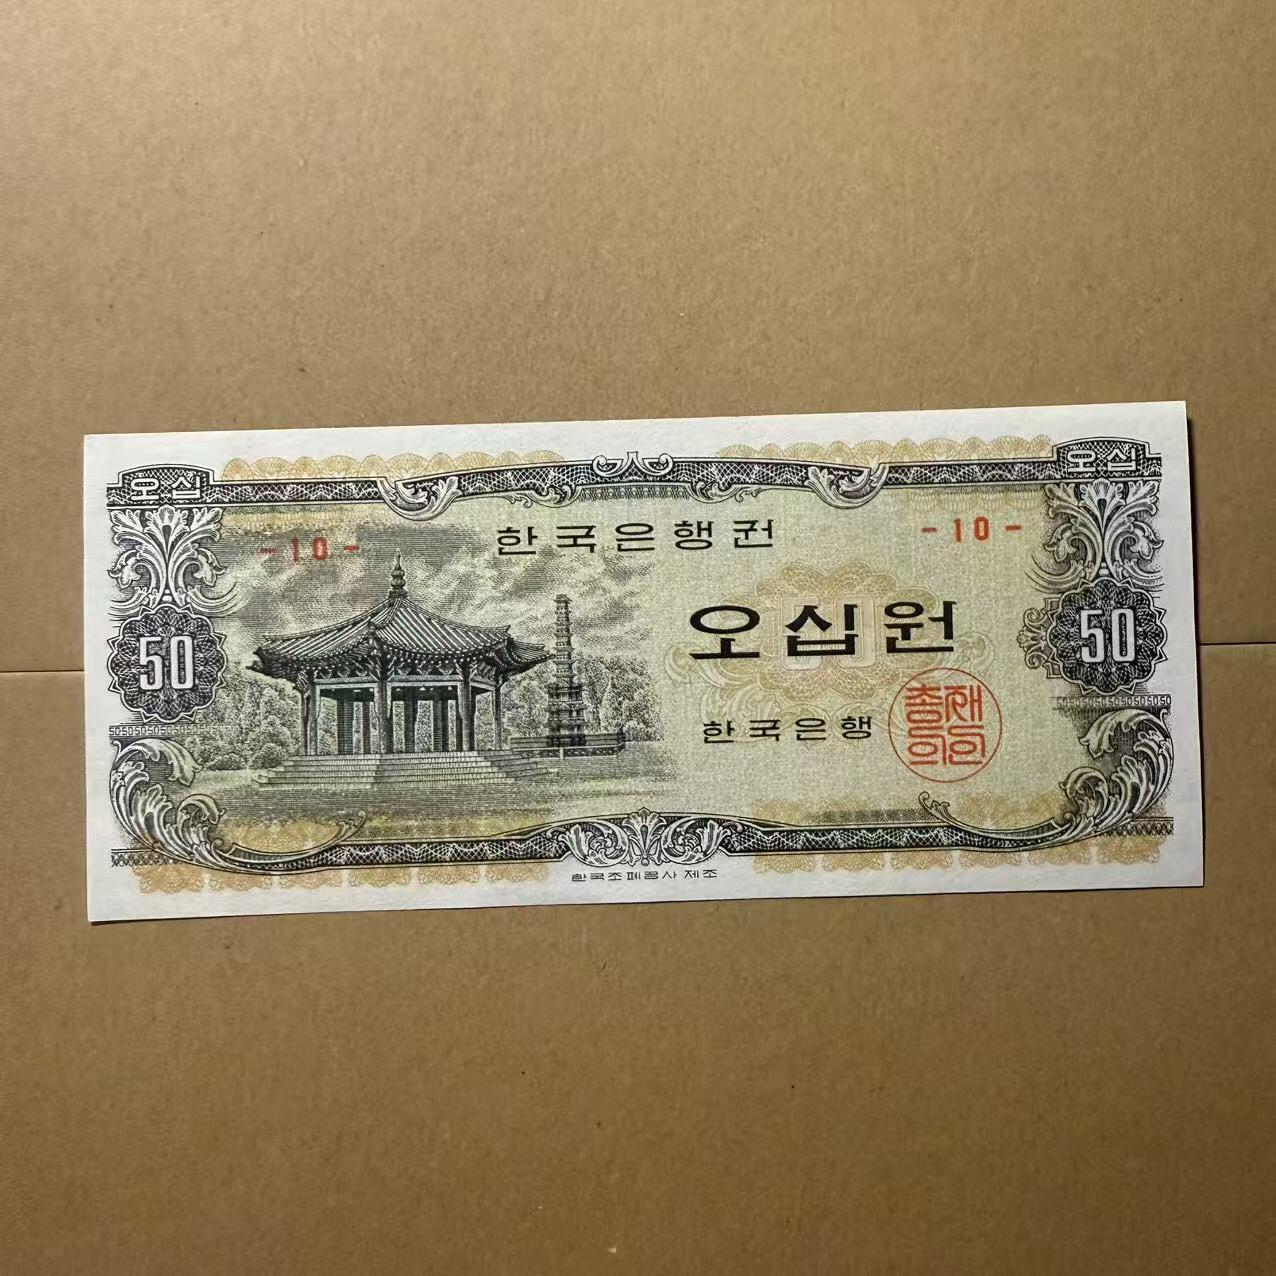 오십 오십
한국은행권
- 10 - - 10 -
오십원
50 50
한국은행
총재의인
한국조폐공사 제조